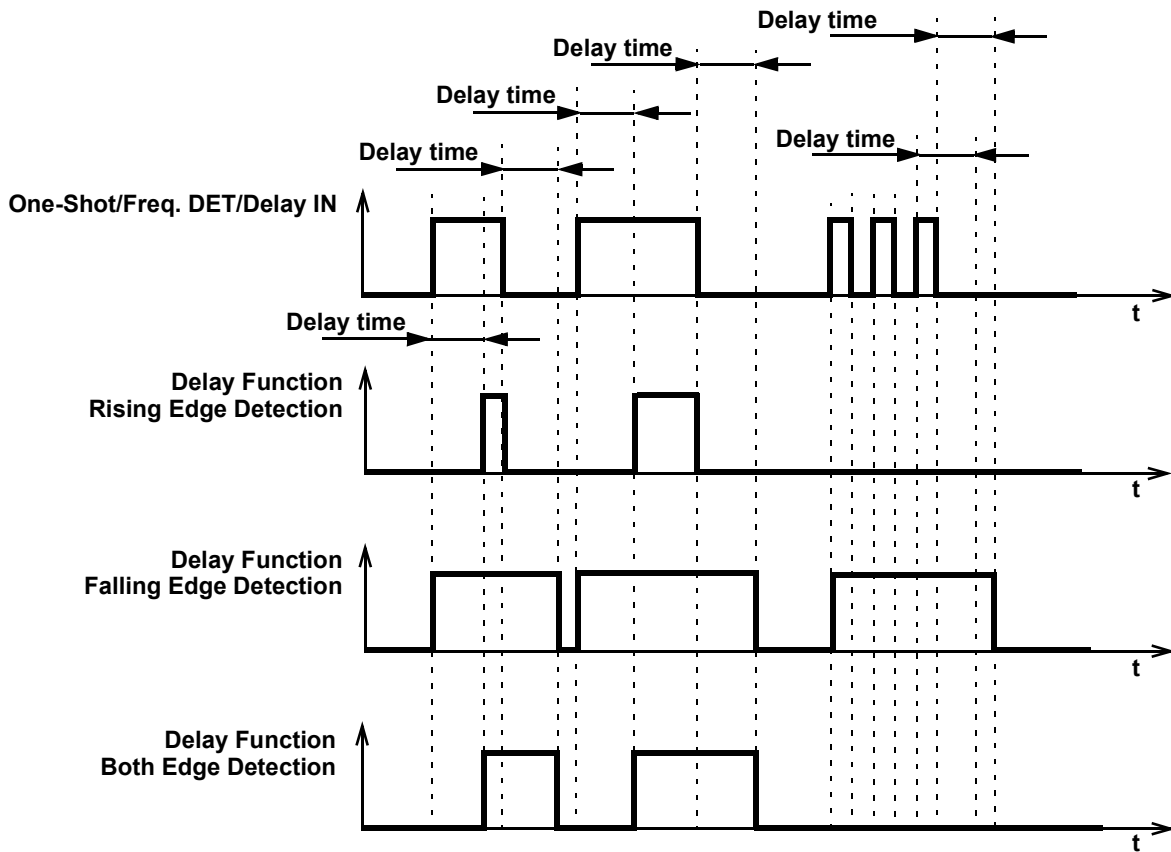 Delay time
Delay time
Delay time
Delay time
Delay time
One-Shot/Freq. DET/Delay IN
t
Delay time
Delay Function
Rising Edge Detection
t
Delay Function
Falling Edge Detection
t
Delay Function
Both Edge Detection
t